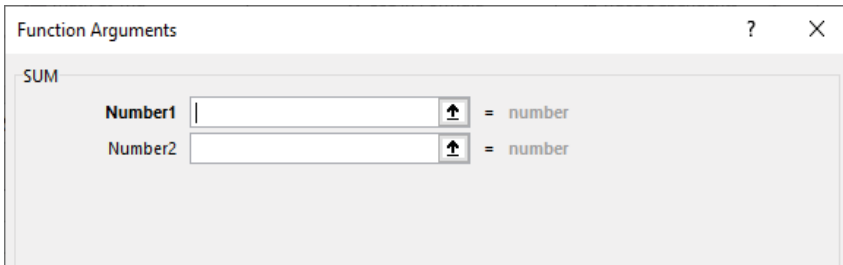 Function Arguments ? ×
SUM
Number1 = number
Number2 = number